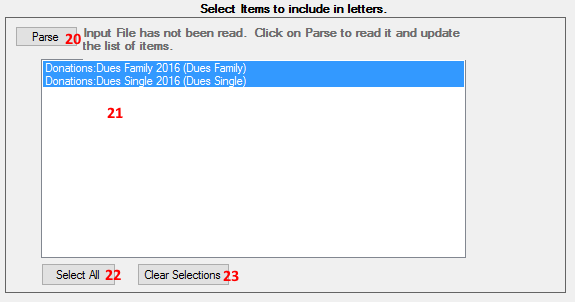 Select Items to include in letters.
Parse 20 Input File has not been read. Click on Parse to read it and update
the list of items.
Donations:Dues Family 2016 (Dues Family)
Donations:Dues Single 2016 (Dues Single)
21
Select All 22 Clear Selections 23